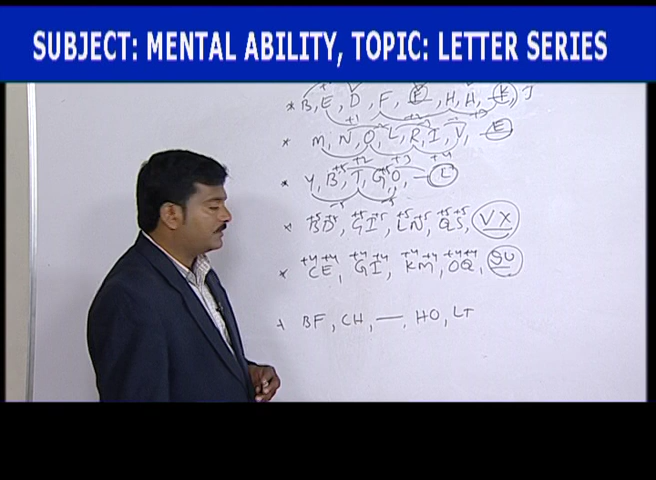 SUBJECT: MENTAL ABILITY, TOPIC: LETTER SERIES
* B, E, D, F, F, H, H, K, J
* M, N, O, L, R, I, V, E
* Y, B, T, G, O, L
* BD, GI, LN, QS, VX
* CE, GI, KM, OQ, SU
* BF, CH, —, HO, LT